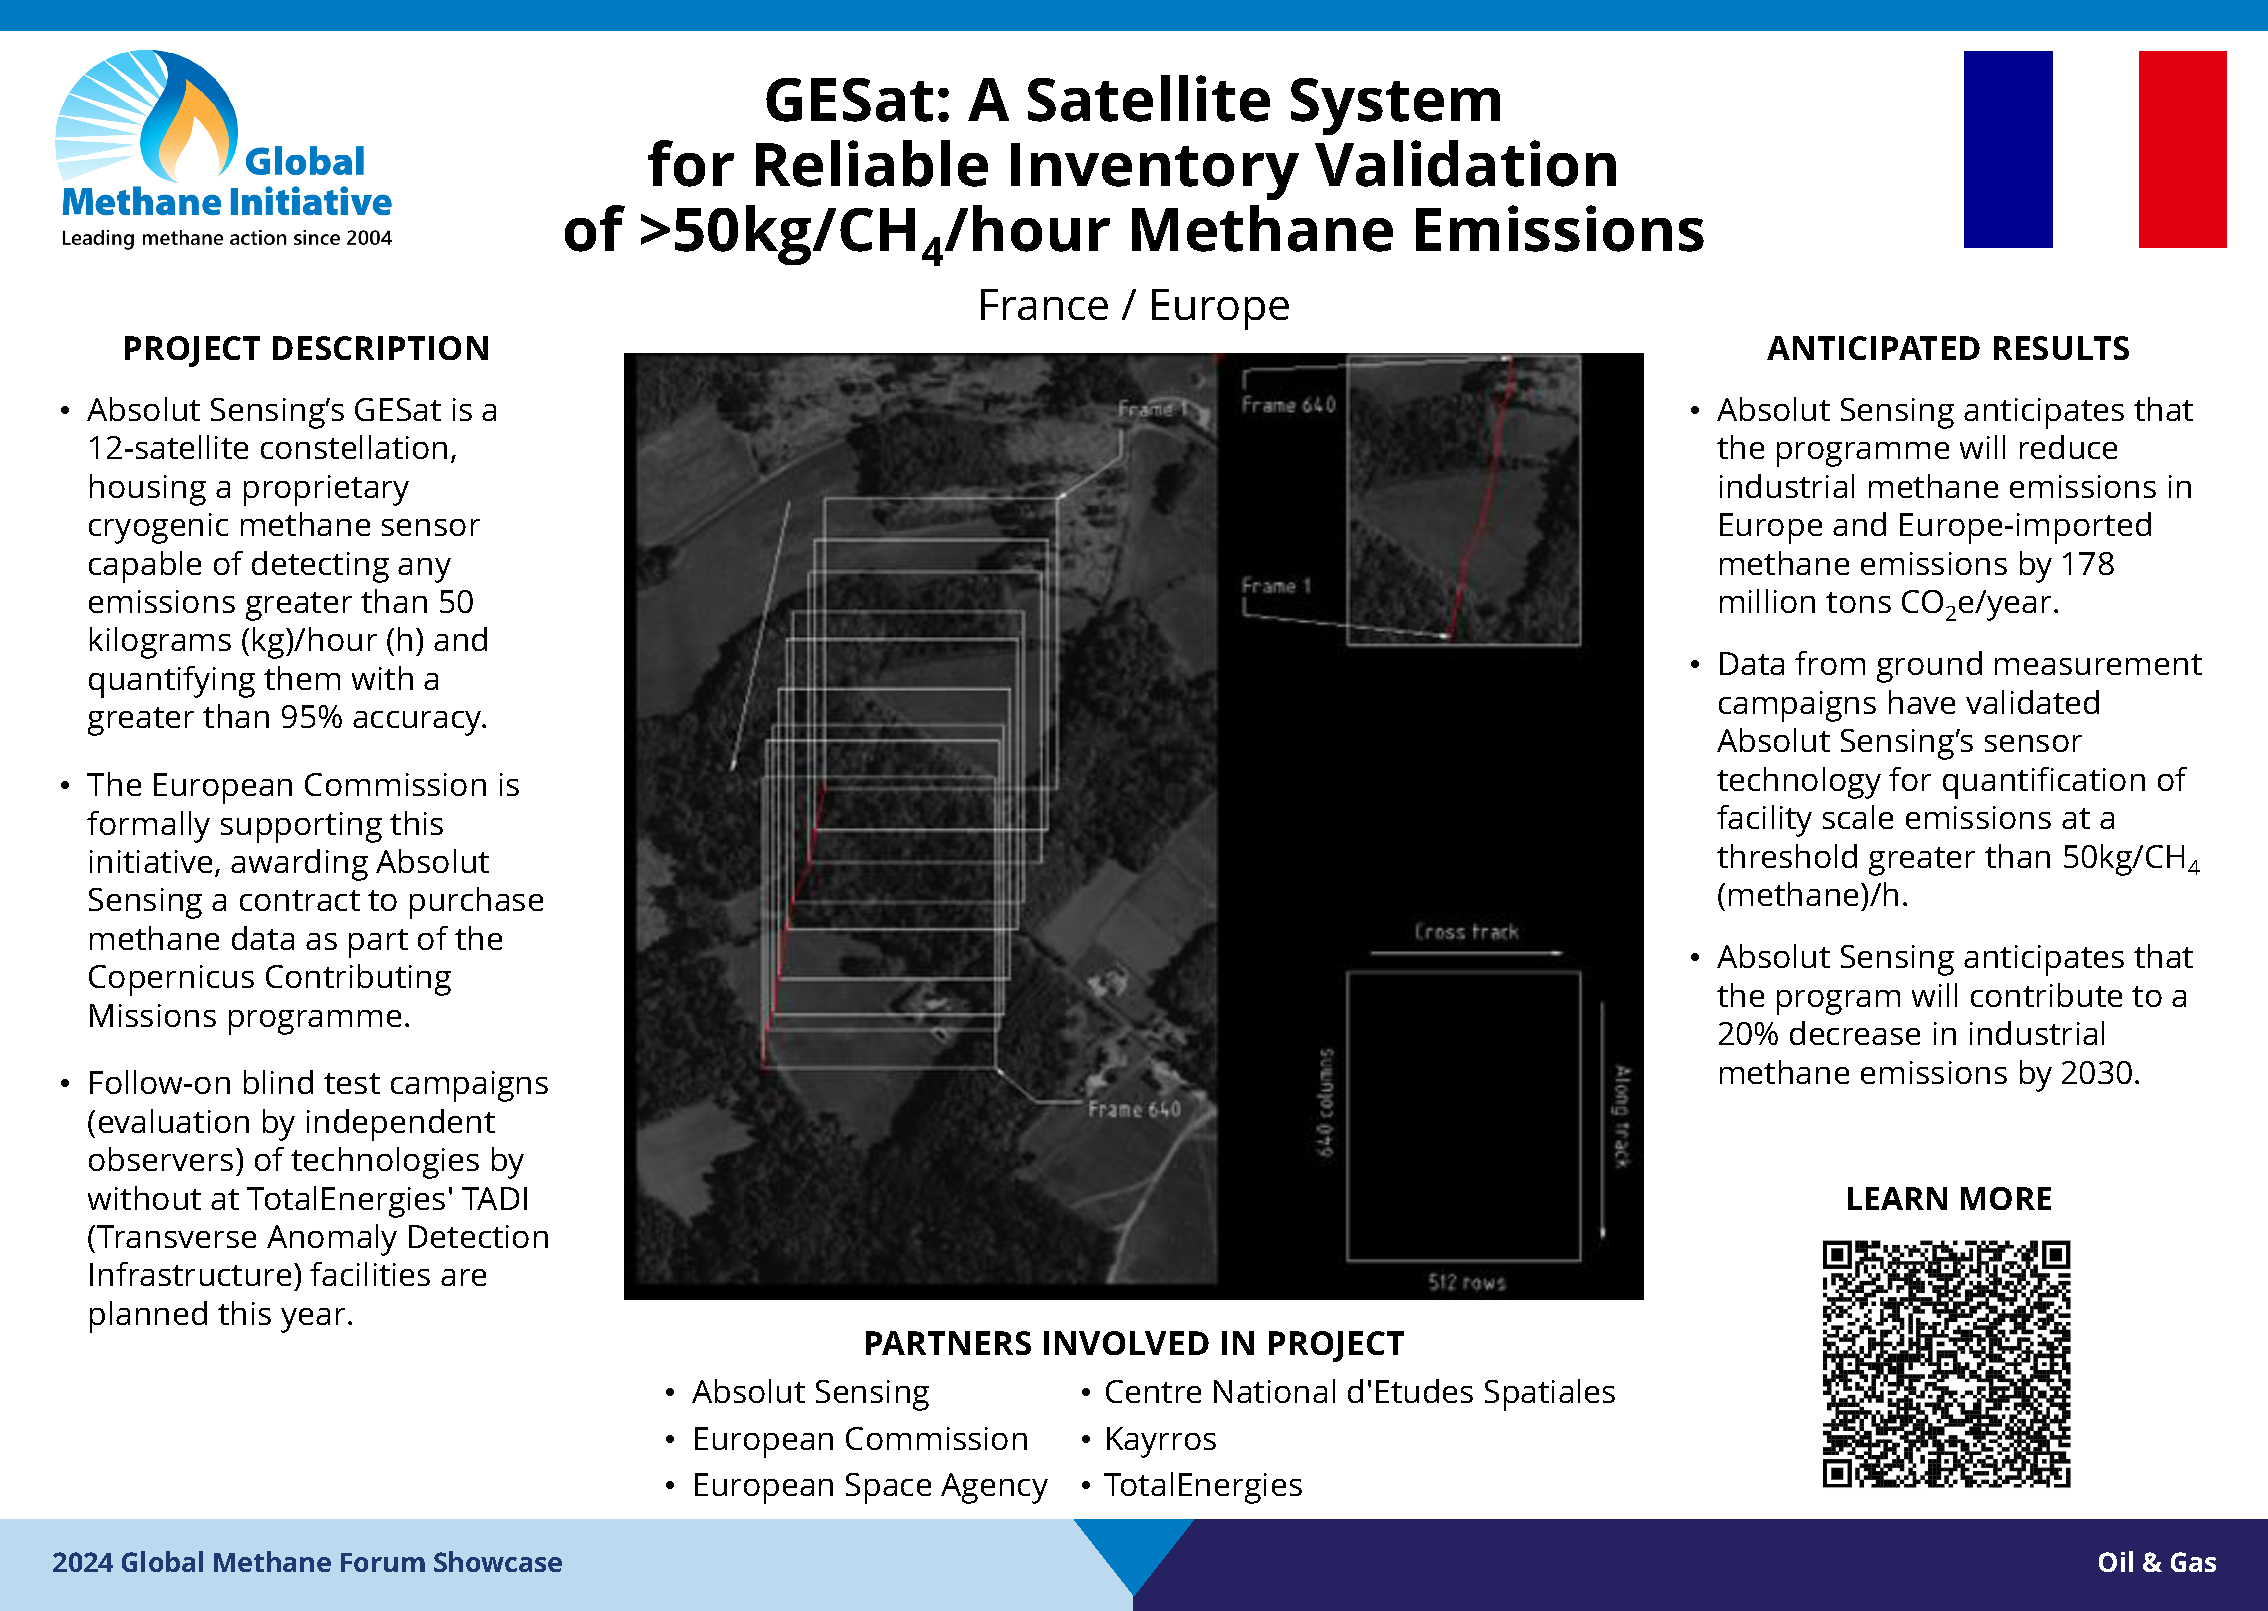 Global
Methane Initiative
Leading methane action since 2004
GESat: A Satellite System
for Reliable Inventory Validation
of >50kg/CH₄/hour Methane Emissions
France / Europe
PROJECT DESCRIPTION
• Absolut Sensing’s GESat is a
12-satellite constellation,
housing a proprietary
cryogenic methane sensor
capable of detecting any
emissions greater than 50
kilograms (kg)/hour (h) and
quantifying them with a
greater than 95% accuracy.
• The European Commission is
formally supporting this
initiative, awarding Absolut
Sensing a contract to purchase
methane data as part of the
Copernicus Contributing
Missions programme.
• Follow-on blind test campaigns
(evaluation by independent
observers) of technologies by
without at TotalEnergies' TADI
(Transverse Anomaly Detection
Infrastructure) facilities are
planned this year.
Frame 1
Frame 640
Frame 640
Frame 1
Cross track
640 columns
Along track
512 rows
PARTNERS INVOLVED IN PROJECT
• Absolut Sensing
• European Commission
• European Space Agency
• Centre National d'Etudes Spatiales
• Kayrros
• TotalEnergies
ANTICIPATED RESULTS
• Absolut Sensing anticipates that
the programme will reduce
industrial methane emissions in
Europe and Europe-imported
methane emissions by 178
million tons CO₂e/year.
• Data from ground measurement
campaigns have validated
Absolut Sensing’s sensor
technology for quantification of
facility scale emissions at a
threshold greater than 50kg/CH₄
(methane)/h.
• Absolut Sensing anticipates that
the program will contribute to a
20% decrease in industrial
methane emissions by 2030.
LEARN MORE
2024 Global Methane Forum Showcase
Oil & Gas